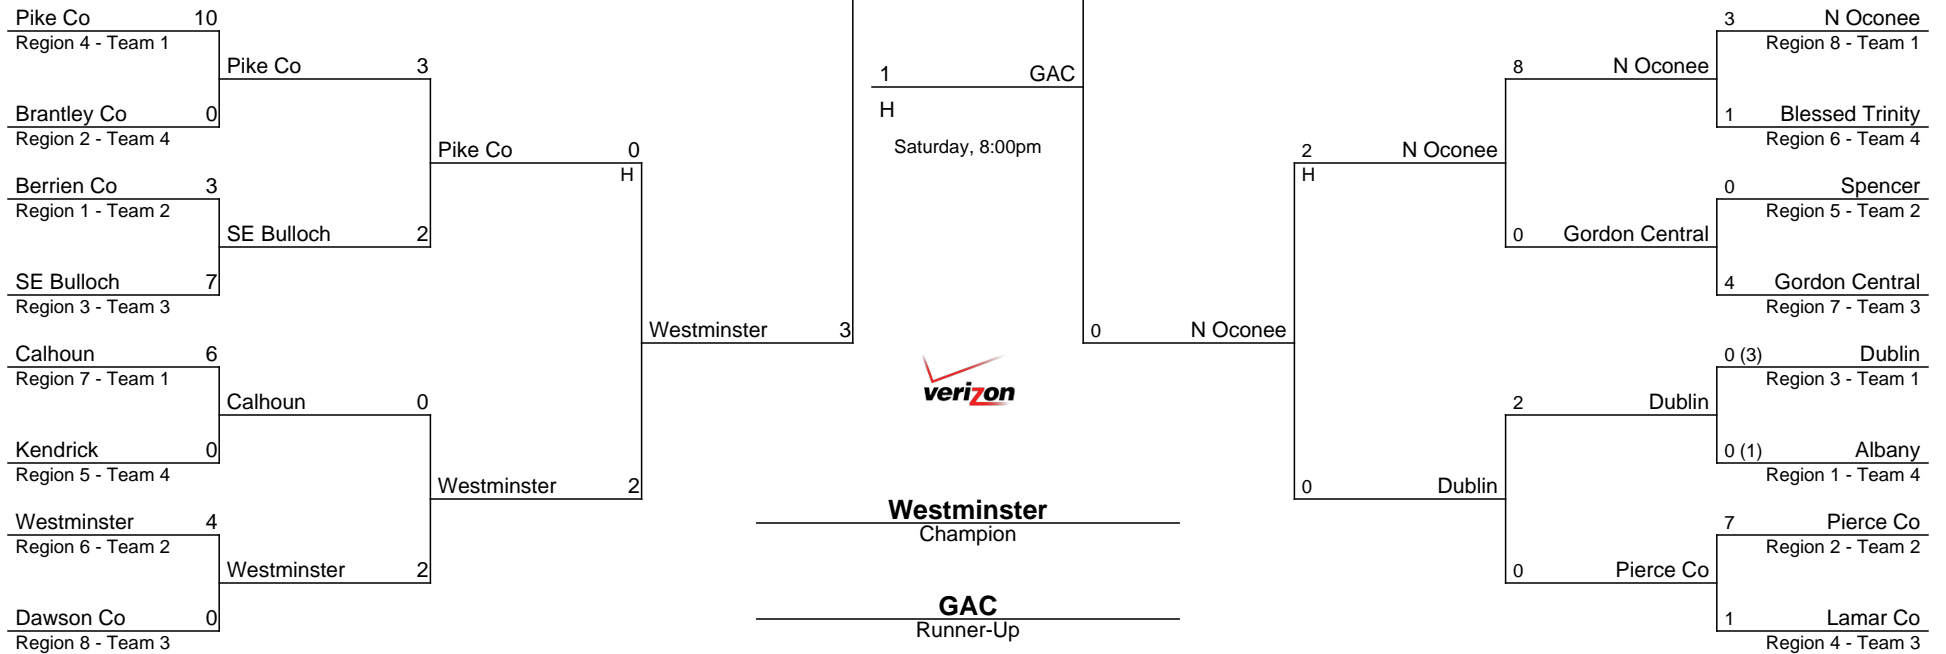 Pike Co 10
Region 4 - Team 1
Pike Co 3
Brantley Co 0
Region 2 - Team 4
Pike Co 0
H
Berrien Co 3
Region 1 - Team 2
SE Bulloch 2
SE Bulloch 7
Region 3 - Team 3
Westminster 3
Calhoun 6
Region 7 - Team 1
Calhoun 0
Kendrick 0
Region 5 - Team 4
Westminster 2
Westminster 4
Region 6 - Team 2
Westminster 2
Dawson Co 0
Region 8 - Team 3
1 GAC
H
Saturday, 8:00pm
verizon
Westminster
Champion
GAC
Runner-Up
3 N Oconee
Region 8 - Team 1
8 N Oconee
1 Blessed Trinity
Region 6 - Team 4
2 N Oconee
H
0 Spencer
Region 5 - Team 2
0 Gordon Central
4 Gordon Central
Region 7 - Team 3
0 N Oconee
0 (3) Dublin
Region 3 - Team 1
2 Dublin
0 (1) Albany
Region 1 - Team 4
0 Dublin
7 Pierce Co
Region 2 - Team 2
0 Pierce Co
1 Lamar Co
Region 4 - Team 3